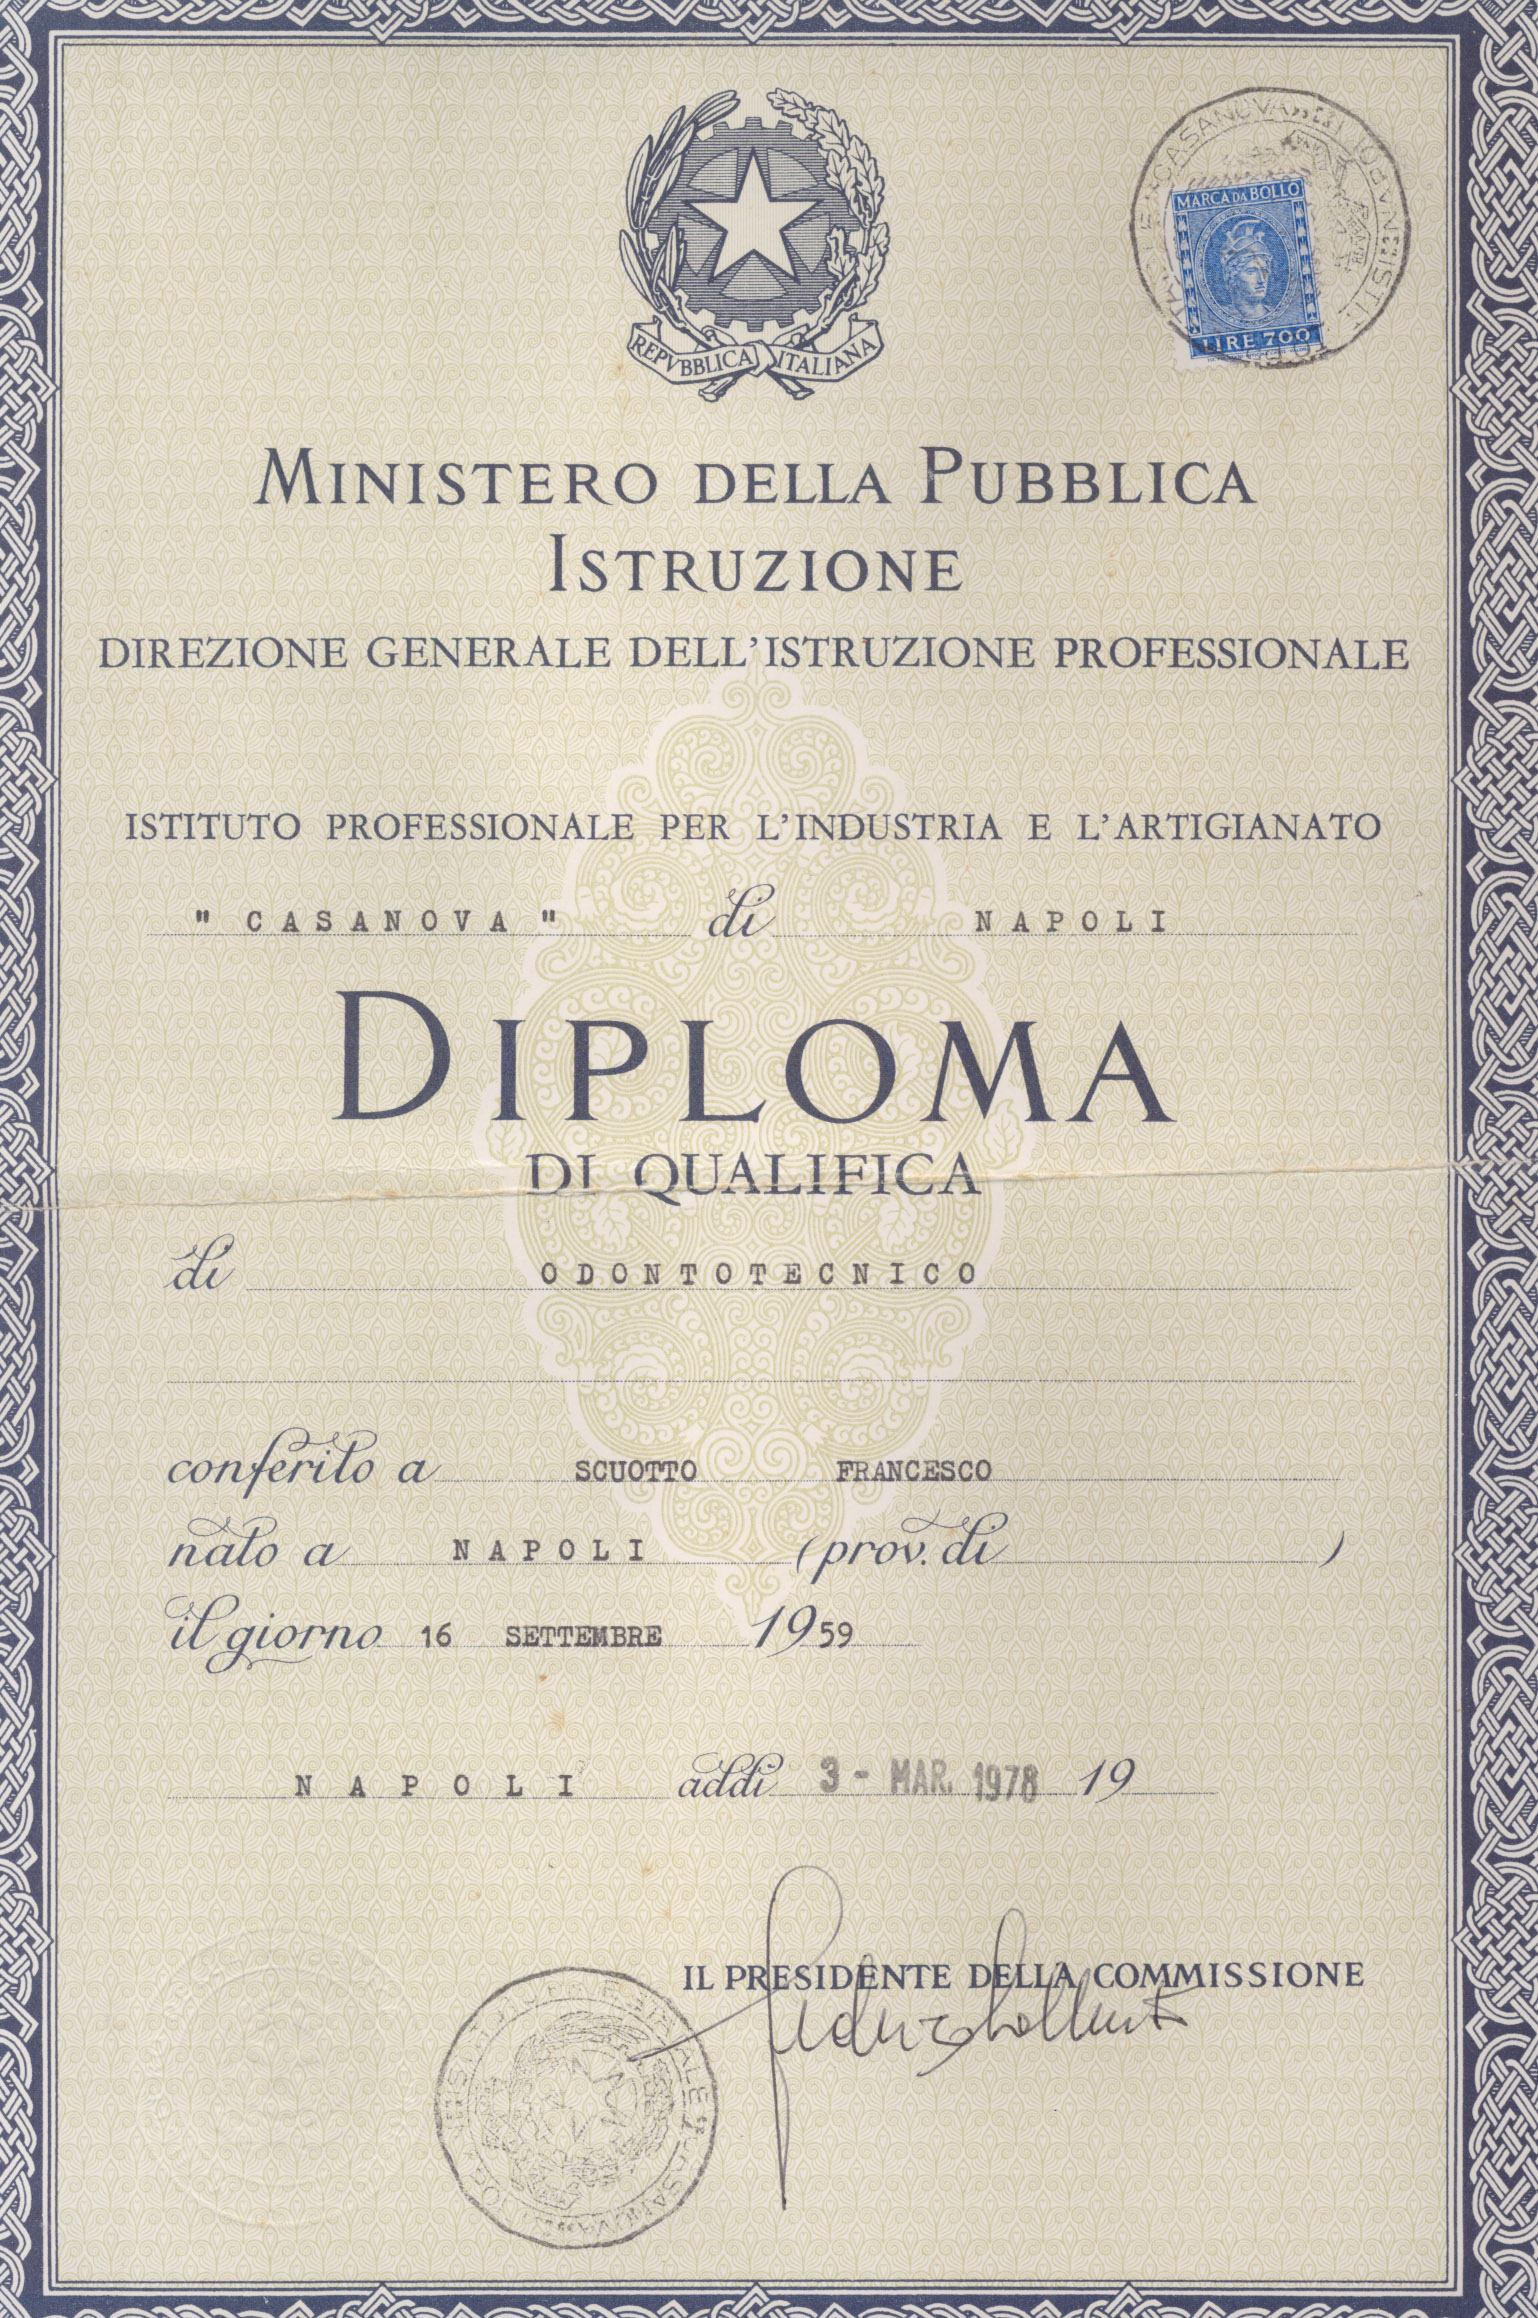 REPVBBLICA ITALIANA
MARCA DA BOLLO
LIRE 700
CASANOVA
MINISTERO DELLA PUBBLICA
ISTRUZIONE
DIREZIONE GENERALE DELL'ISTRUZIONE PROFESSIONALE
ISTITUTO PROFESSIONALE PER L'INDUSTRIA E L'ARTIGIANATO
" CASANOVA " di NAPOLI
DIPLOMA
DI QUALIFICA
di ODONTOTECNICO
conferito a SCUOTTO FRANCESCO
nato a NAPOLI (prov. di )
il giorno 16 SETTEMBRE 1959
NAPOLI addì 3 - MAR. 1978 19
IL PRESIDENTE DELLA COMMISSIONE